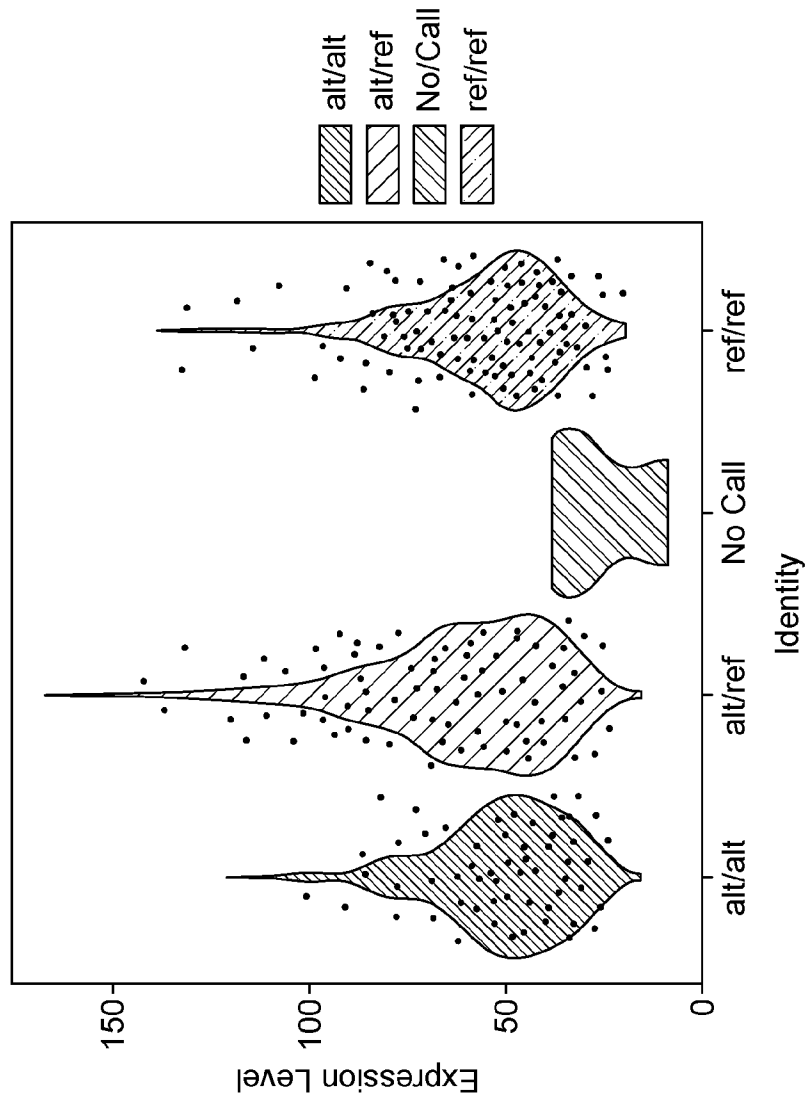 Expression Level
150
100
50
0
alt/alt
alt/ref
No Call
ref/ref
Identity
alt/alt
alt/ref
No/Call
ref/ref